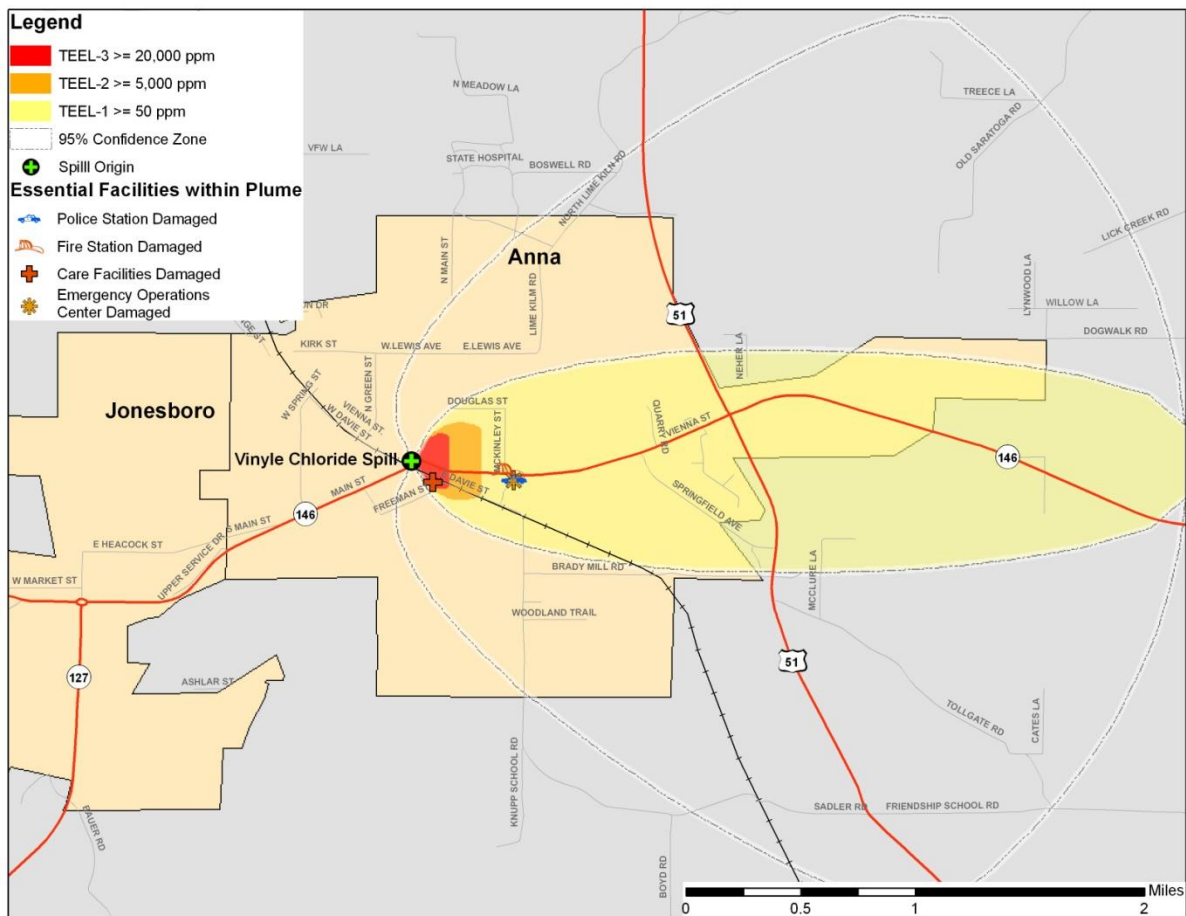 Legend
TEEL-3 >= 20,000 ppm
TEEL-2 >= 5,000 ppm
TEEL-1 >= 50 ppm
95% Confidence Zone
Spilll Origin
Essential Facilities within Plume
Police Station Damaged
Fire Station Damaged
Care Facilities Damaged
Emergency Operations
Center Damaged
N MEADOW LA
TREECE LA
OLD SARATOGA RD
VFW LA
STATE HOSPITAL
BOSWELL RD
NORTH LIME KILN RD
LICK CREEK RD
Anna
N MAIN ST
LIME KILM RD
LYNWOOD LA
WILLOW LA
51
DOGWALK RD
KIRK ST
W.LEWIS AVE
E.LEWIS AVE
NEHER LA
N GREEN ST
W SPRING ST
VIENNA ST.
W DAVIE ST
DOUGLAS ST
Jonesboro
MCKINLEY ST
QUARRY RD
VIENNA ST
Vinyle Chloride Spill
146
DAVIE ST
FREEMAN ST
MAIN ST
SPRINGFIELD AVE
146
S MAIN ST
E HEACOCK ST
UPPER SERVICE DR
W MARKET ST
BRADY MILL RD
MCCLURE LA
WOODLAND TRAIL
51
127
ASHLAR ST
TOLLGATE RD
CATES LA
KNUPP SCHOOL RD
SADLER RD
FRIENDSHIP SCHOOL RD
BAUER RD
BOYD RD
Miles
0
0.5
1
2